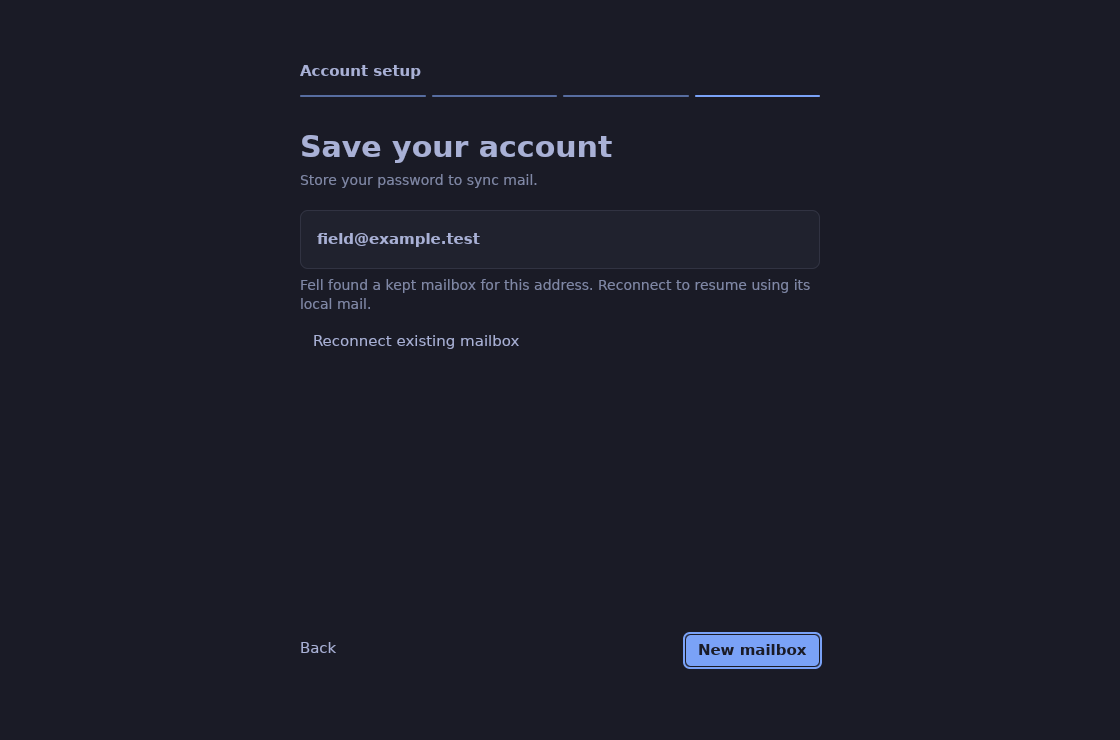 Account setup
Save your account
Store your password to sync mail.
field@example.test
Fell found a kept mailbox for this address. Reconnect to resume using its
local mail.
Reconnect existing mailbox
Back
New mailbox